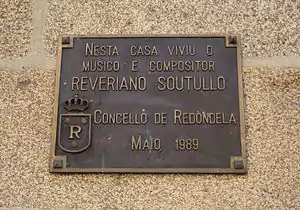 NESTA CASA VIVIU O
MUSICO E COMPOSITOR
REVERIANO SOUTULLO
R
CONCELLO DE REDONDELA
MAIO, 1989